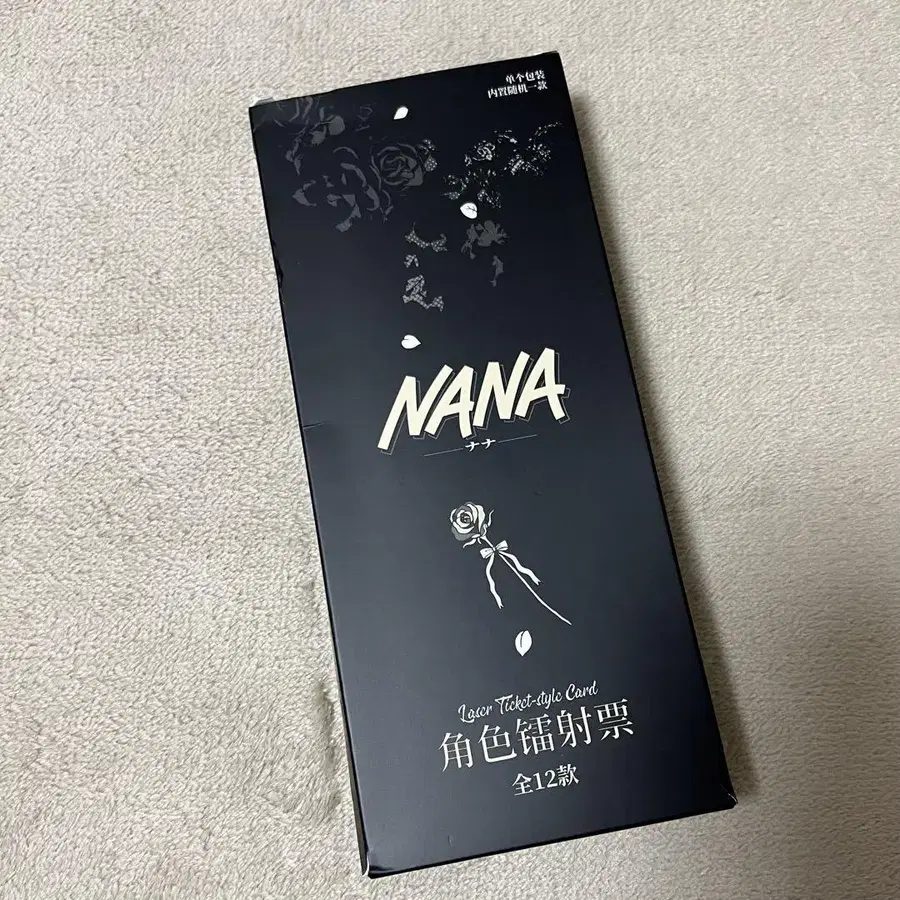 单个包装
内置随机一款
NANA
ナナ
Laser Ticket-style Card
角色镭射票
全12款